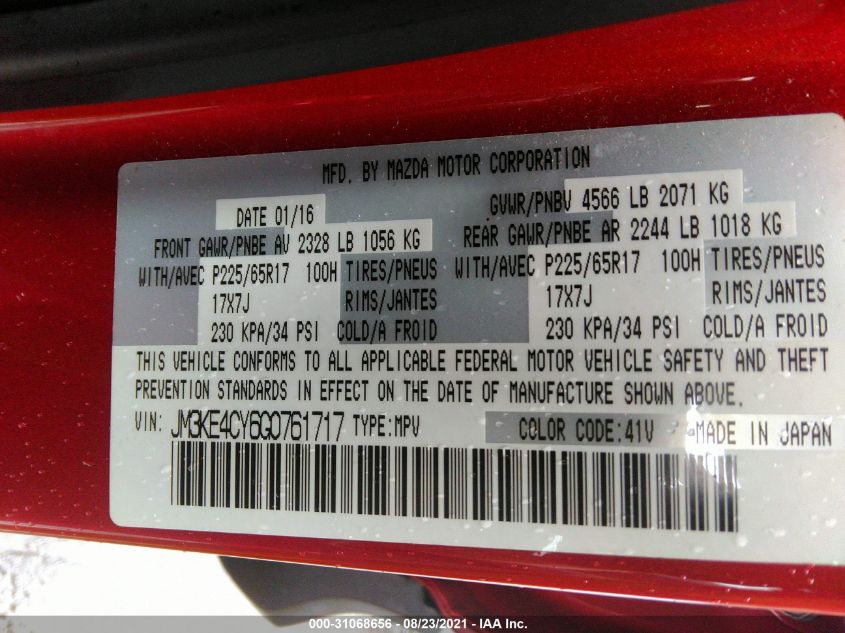 MFD. BY MAZDA MOTOR CORPORATION
DATE 01/16
GVWR/PNBV 4566 LB 2071 KG
FRONT GAWR/PNBE AV 2328 LB 1056 KG
REAR GAWR/PNBE AR 2244 LB 1018 KG
WITH/AVEC P225/65R17 100H TIRES/PNEUS
WITH/AVEC P225/65R17 100H TIRES/PNEUS
17X7J RIMS/JANTES
17X7J RIMS/JANTES
230 KPA/34 PSI COLD/A FROID
230 KPA/34 PSI COLD/A FROID
THIS VEHICLE CONFORMS TO ALL APPLICABLE FEDERAL MOTOR VEHICLE SAFETY AND THEFT
PREVENTION STANDARDS IN EFFECT ON THE DATE OF MANUFACTURE SHOWN ABOVE.
VIN: JM3KE4CY6G0761717 TYPE:MPV COLOR CODE:41V MADE IN JAPAN
000-31068656 - 08/23/2021 - IAA Inc.